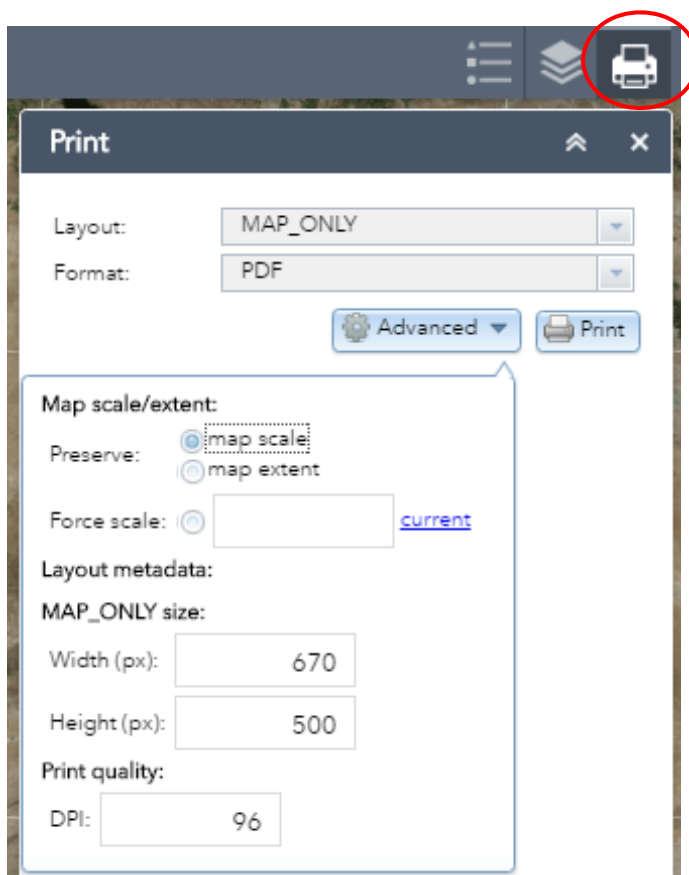 Print
Layout: MAP_ONLY
Format: PDF
Advanced Print
Map scale/extent:
Preserve: map scale
map extent
Force scale: current
Layout metadata:
MAP_ONLY size:
Width (px): 670
Height (px): 500
Print quality:
DPI: 96